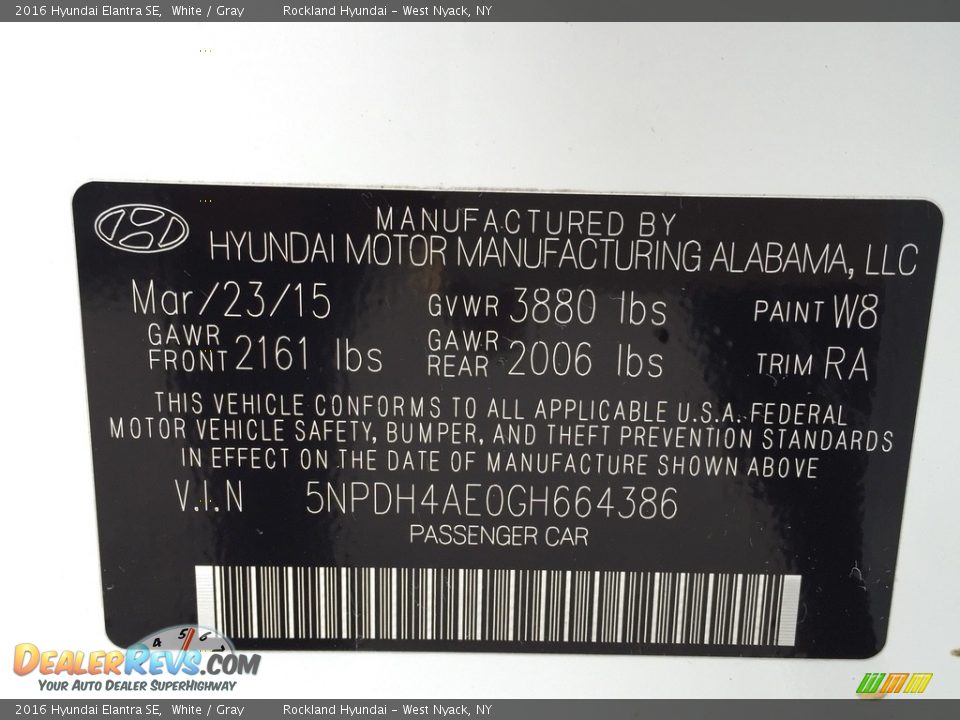 2016 Hyundai Elantra SE, White / Gray Rockland Hyundai - West Nyack, NY
MANUFACTURED BY
HYUNDAI MOTOR MANUFACTURING ALABAMA, LLC
Mar/23/15 GVWR 3880 lbs PAINT W8
GAWR FRONT 2161 lbs GAWR REAR 2006 lbs TRIM RA
THIS VEHICLE CONFORMS TO ALL APPLICABLE U.S.A. FEDERAL
MOTOR VEHICLE SAFETY, BUMPER, AND THEFT PREVENTION STANDARDS
IN EFFECT ON THE DATE OF MANUFACTURE SHOWN ABOVE
V.I.N 5NPDH4AE0GH664386
PASSENGER CAR
4 5 6 7
DEALERREVS.COM
YOUR AUTO DEALER SUPERHIGHWAY
2016 Hyundai Elantra SE, White / Gray Rockland Hyundai - West Nyack, NY